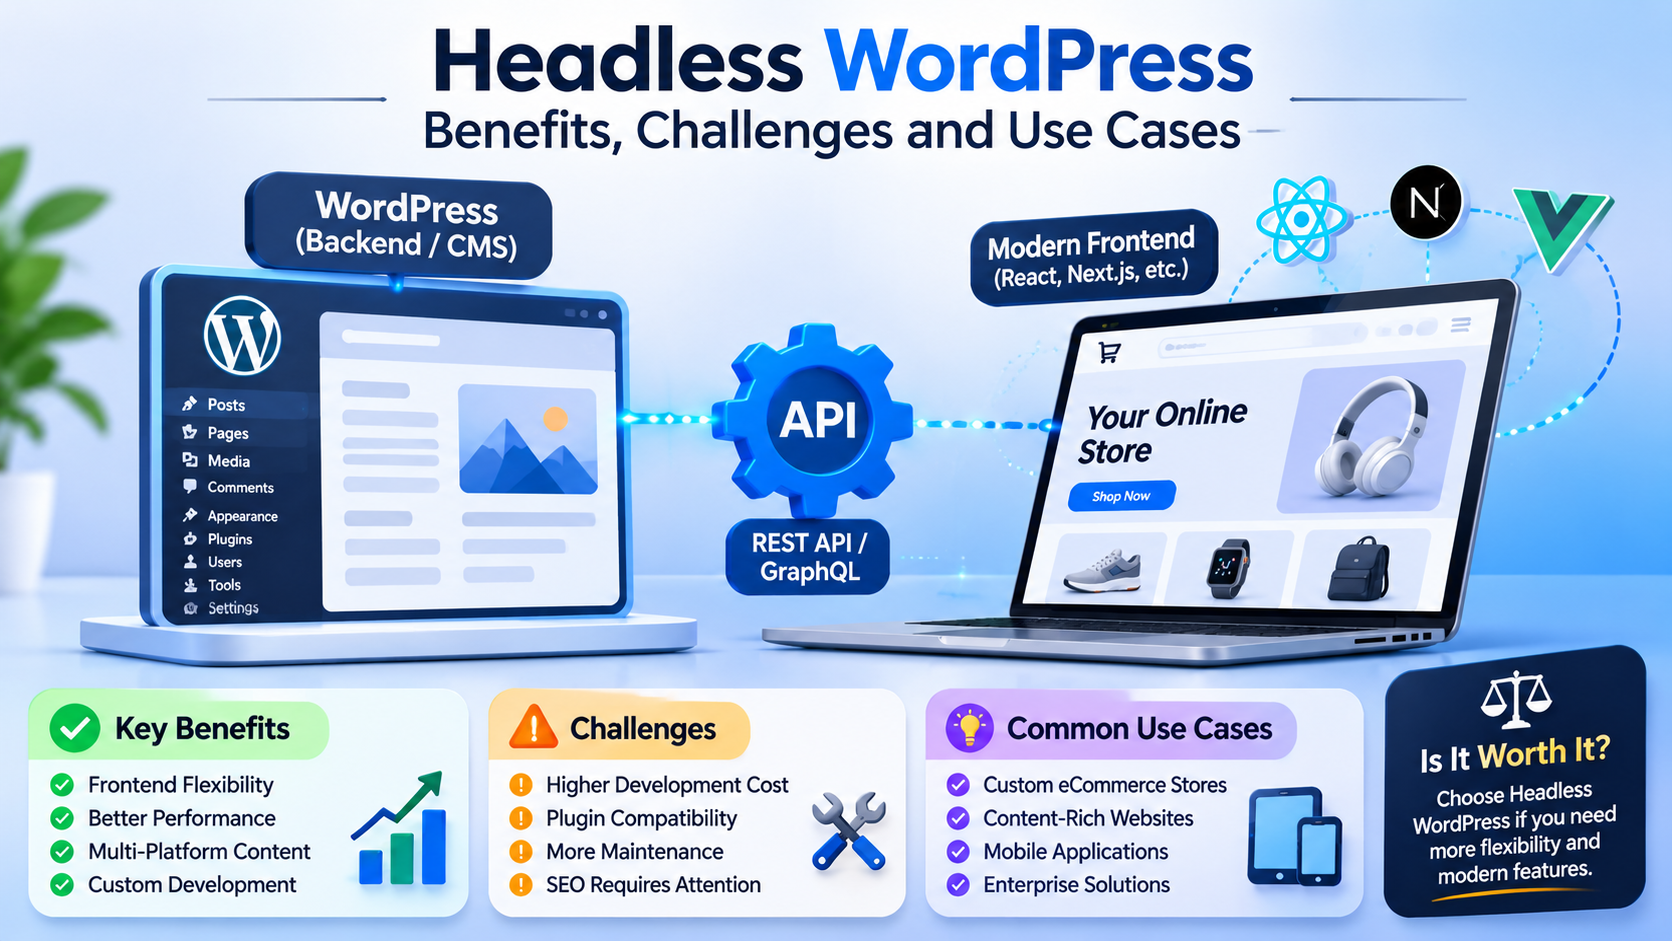 Headless WordPress
Benefits, Challenges and Use Cases
WordPress
(Backend / CMS)
W
Posts
Pages
Media
Comments
Appearance
Plugins
Users
Tools
Settings
API
REST API /
GraphQL
Modern Frontend
(React, Next.js, etc.)
N
Your Online
Store
Shop Now
Key Benefits
Frontend Flexibility
Better Performance
Multi-Platform Content
Custom Development
Challenges
Higher Development Cost
Plugin Compatibility
More Maintenance
SEO Requires Attention
Common Use Cases
Custom eCommerce Stores
Content-Rich Websites
Mobile Applications
Enterprise Solutions
Is It Worth It?
Choose Headless
WordPress if you need
more flexibility and
modern features.